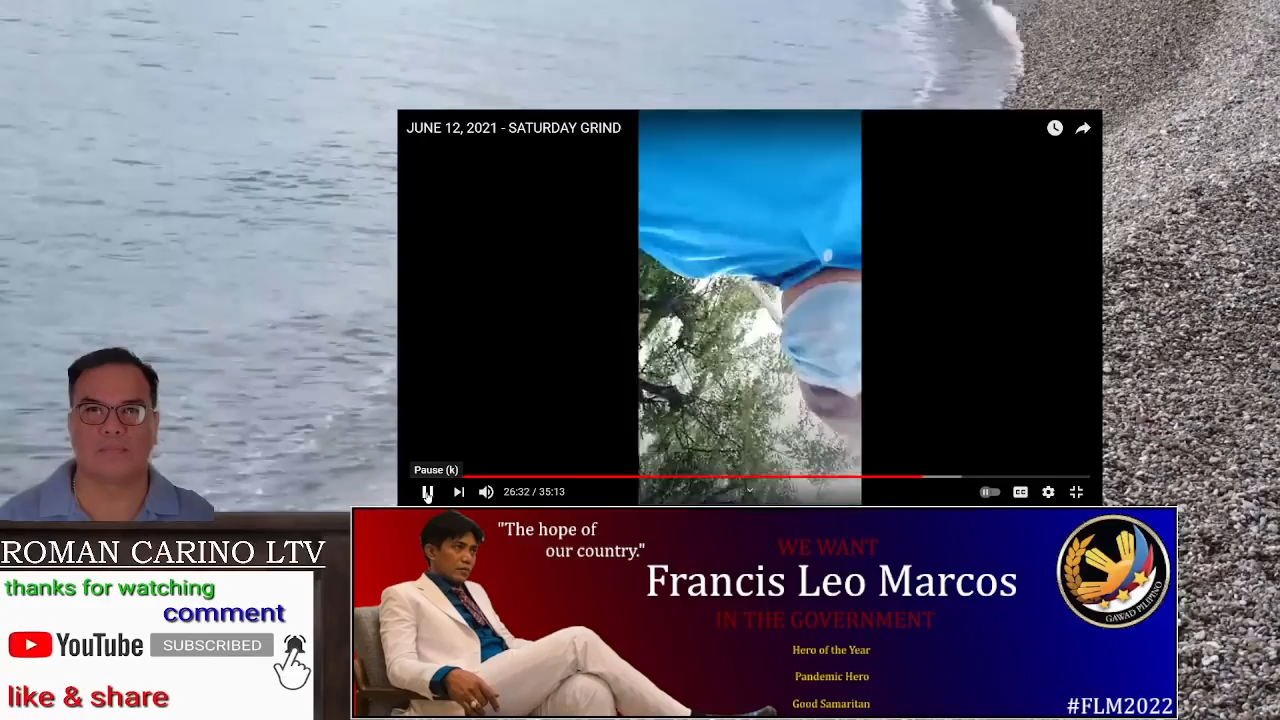 JUNE 12, 2021 - SATURDAY GRIND
Pause (k)
26:32 / 35:13
CC
ROMAN CARINO LTV
thanks for watching
comment
YouTube SUBSCRIBED
like & share
"The hope of
our country."
WE WANT
Francis Leo Marcos
IN THE GOVERNMENT
Hero of the Year
Pandemic Hero
Good Samaritan
GAWAD PILIPINO
#FLM2022